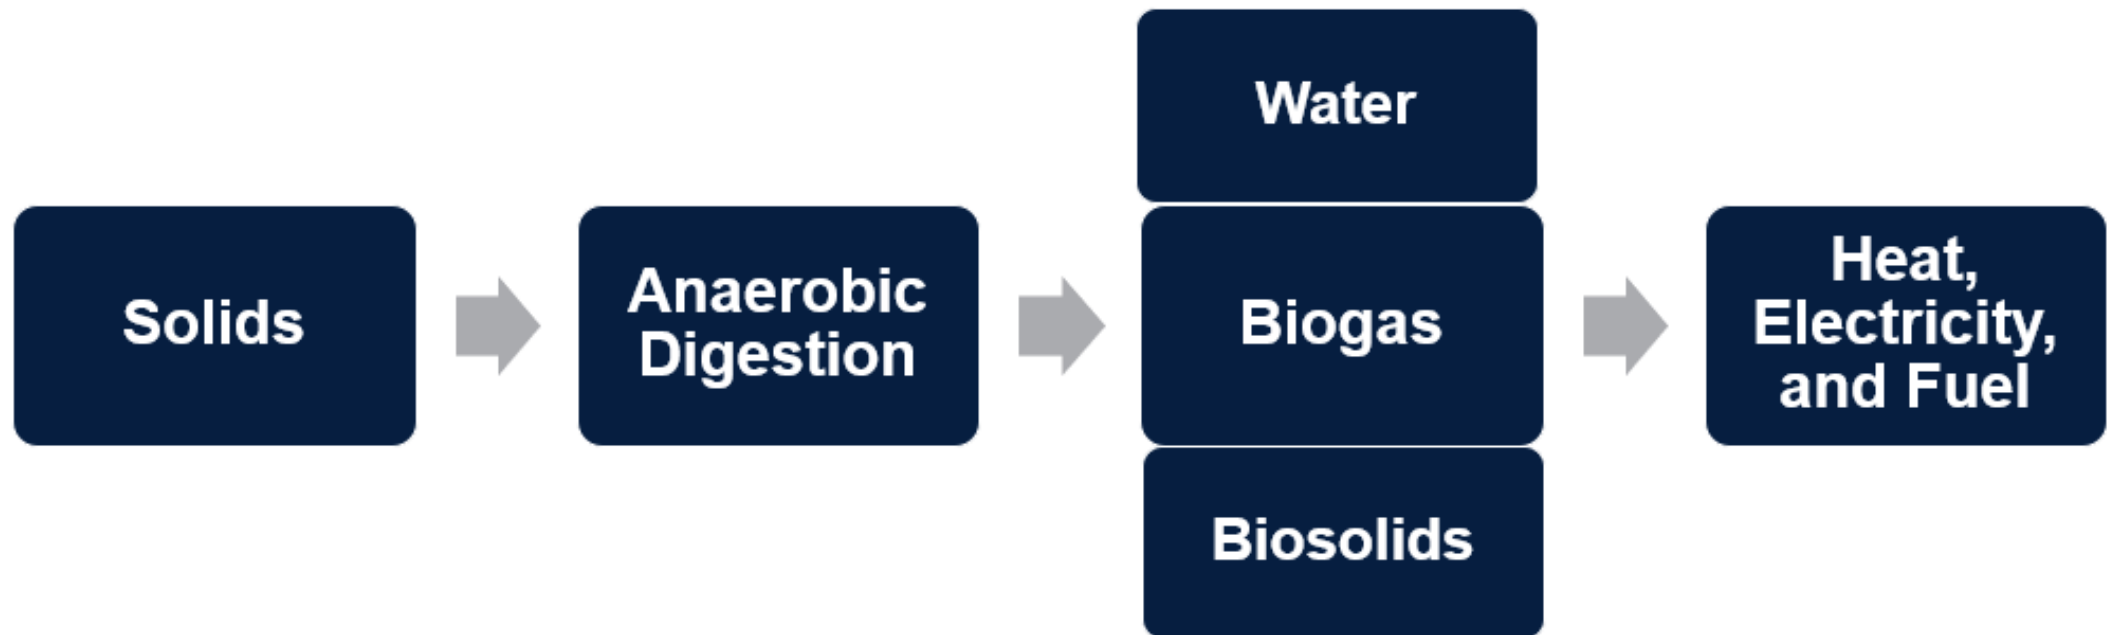 Water
Solids
Anaerobic
Digestion
Biogas
Heat,
Electricity,
and Fuel
Biosolids